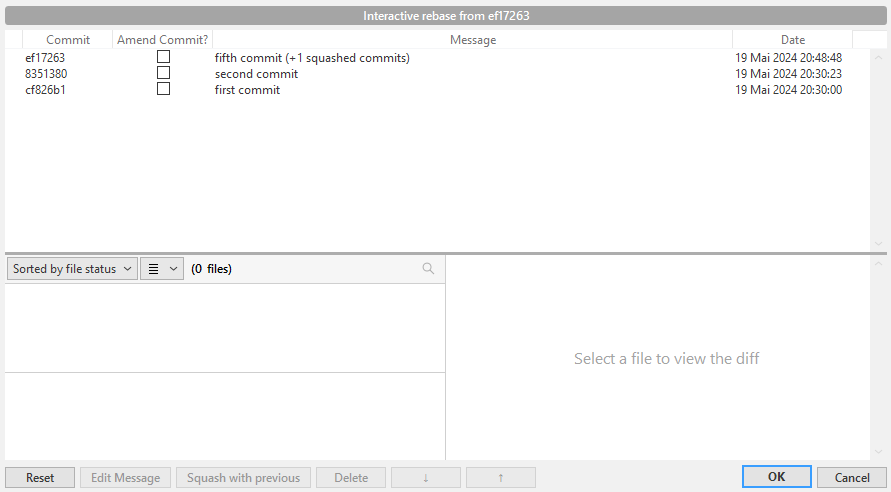 Interactive rebase from ef17263
Commit Amend Commit? Message Date
ef17263 fifth commit (+1 squashed commits) 19 Mai 2024 20:48:48
8351380 second commit 19 Mai 2024 20:30:23
cf826b1 first commit 19 Mai 2024 20:30:00
Sorted by file status (0 files)
Select a file to view the diff
Reset Edit Message Squash with previous Delete ↓ ↑ OK Cancel